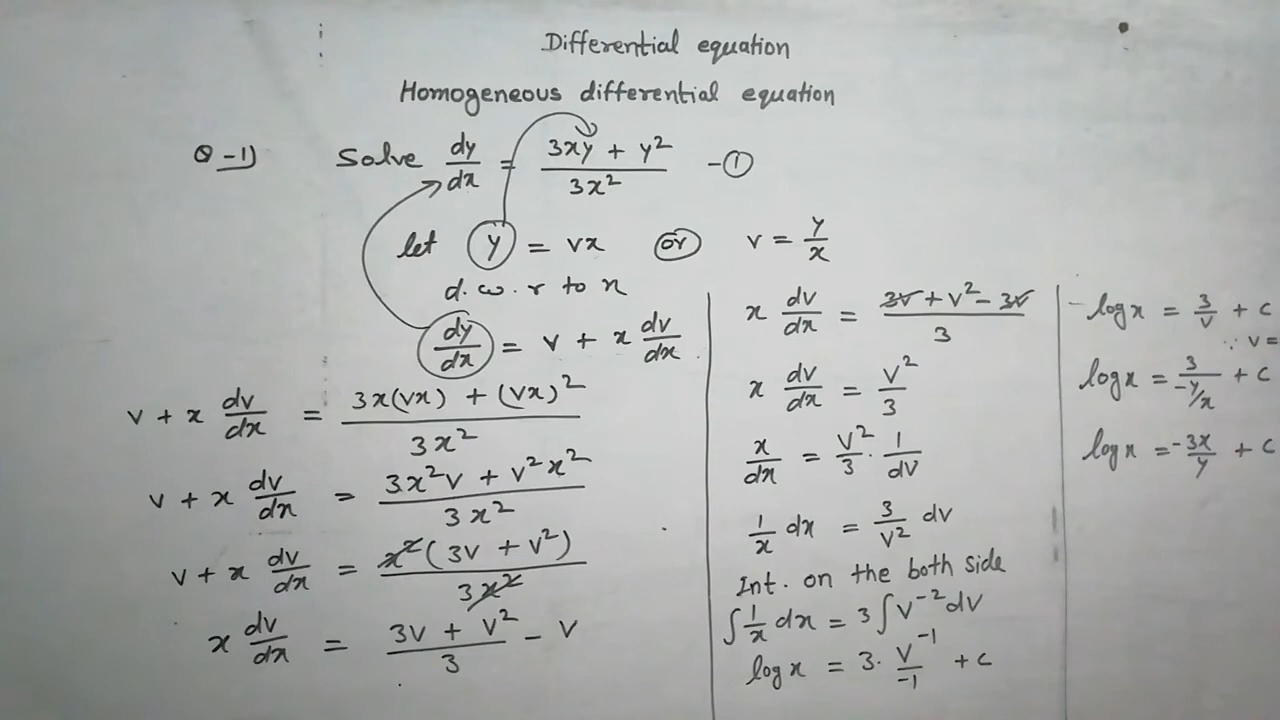 Differential equation
Homogeneous differential equation
Q-1) Solve dy/dx = (3xy + y²)/(3x²) - ①
let y = vx or v = y/x
d.w.r to x
dy/dx = v + x dv/dx
v + x dv/dx = (3x(vx) + (vx)²)/(3x²)
v + x dv/dx = (3x²v + v²x²)/(3x²)
v + x dv/dx = x²(3v + v²)/(3x²)
x dv/dx = (3v + v²)/3 - v
x dv/dx = (3v + v² - 3v)/3
x dv/dx = v²/3
x/dx = v²/3 · 1/dv
1/x dx = 3/v² dv
Int. on the both side
∫ 1/x dx = 3 ∫ v⁻² dv
log x = 3 · v⁻¹/-1 + c
-log x = 3/v + c
∵ v =
log x = 3/(-y/x) + c
log x = -3x/y + c